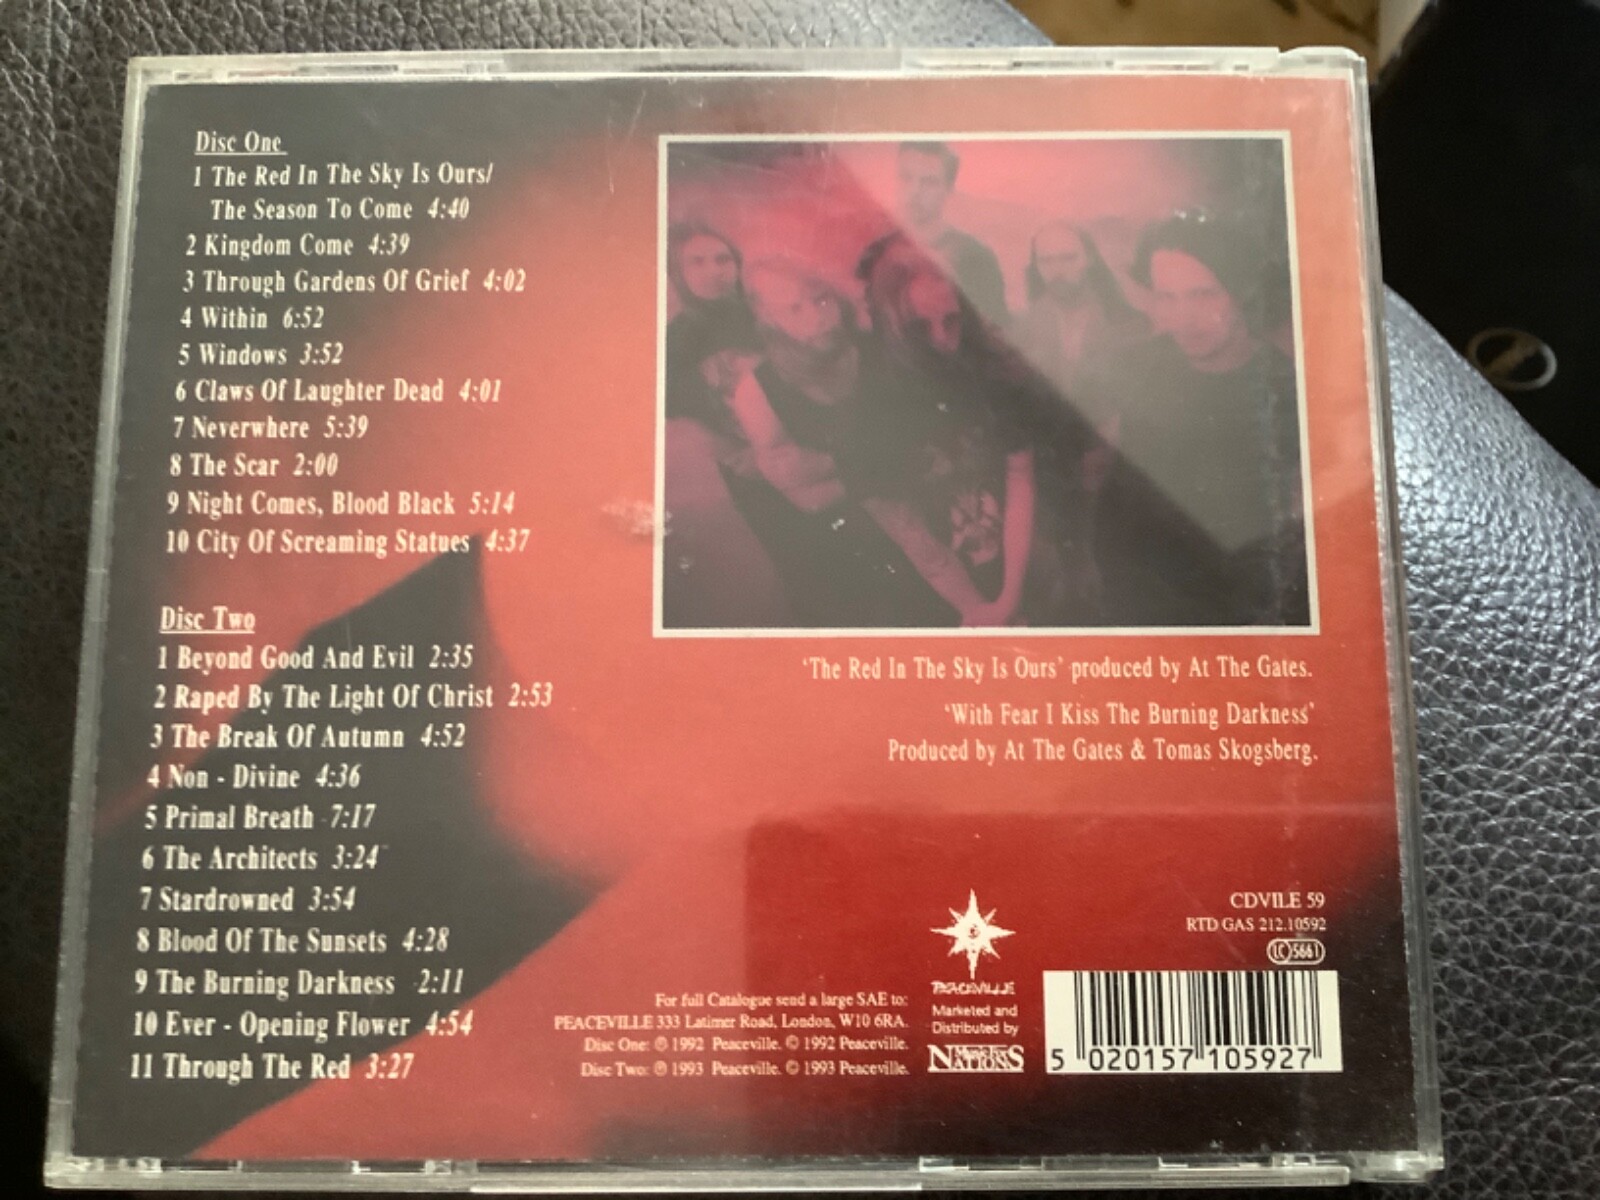 Disc One
1 The Red In The Sky Is Ours/
The Season To Come 4:40
2 Kingdom Come 4:39
3 Through Gardens Of Grief 4:02
4 Within 6:52
5 Windows 3:52
6 Claws Of Laughter Dead 4:01
7 Neverwhere 5:39
8 The Scar 2:00
9 Night Comes, Blood Black 5:14
10 City Of Screaming Statues 4:37
Disc Two
1 Beyond Good And Evil 2:35
2 Raped By The Light Of Christ 2:53
3 The Break Of Autumn 4:52
4 Non - Divine 4:36
5 Primal Breath 7:17
6 The Architects 3:24
7 Stardrowned 3:54
8 Blood Of The Sunsets 4:28
9 The Burning Darkness 2:11
10 Ever - Opening Flower 4:54
11 Through The Red 3:27
'The Red In The Sky Is Ours' produced by At The Gates.
'With Fear I Kiss The Burning Darkness'
Produced by At The Gates & Tomas Skogsberg.
For full Catalogue send a large SAE to:
PEACEVILLE 333 Latimer Road, London, W10 6RA.
Disc One: ℗ 1992 Peaceville. © 1992 Peaceville.
Disc Two: ℗ 1993 Peaceville. © 1993 Peaceville.
PEACEVILLE
Marketed and
Distributed by
Music For
NATIONS
CDVILE 59
RTD GAS 212.10592
LC 5661
5 020157 105927